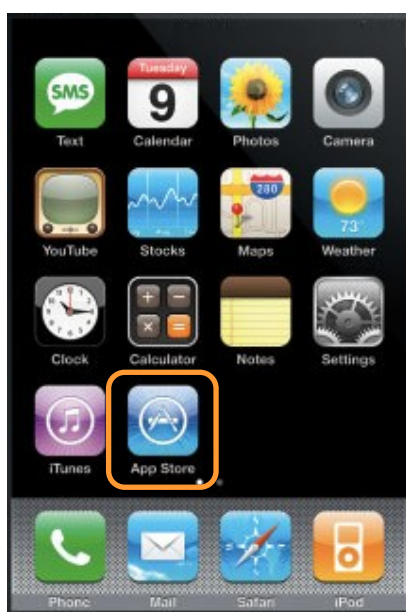 SMS
Tuesday
9
280
73°
Text Calendar Photos Camera
YouTube Stocks Maps Weather
Clock Calculator Notes Settings
iTunes App Store
Phone Mail Safari iPod